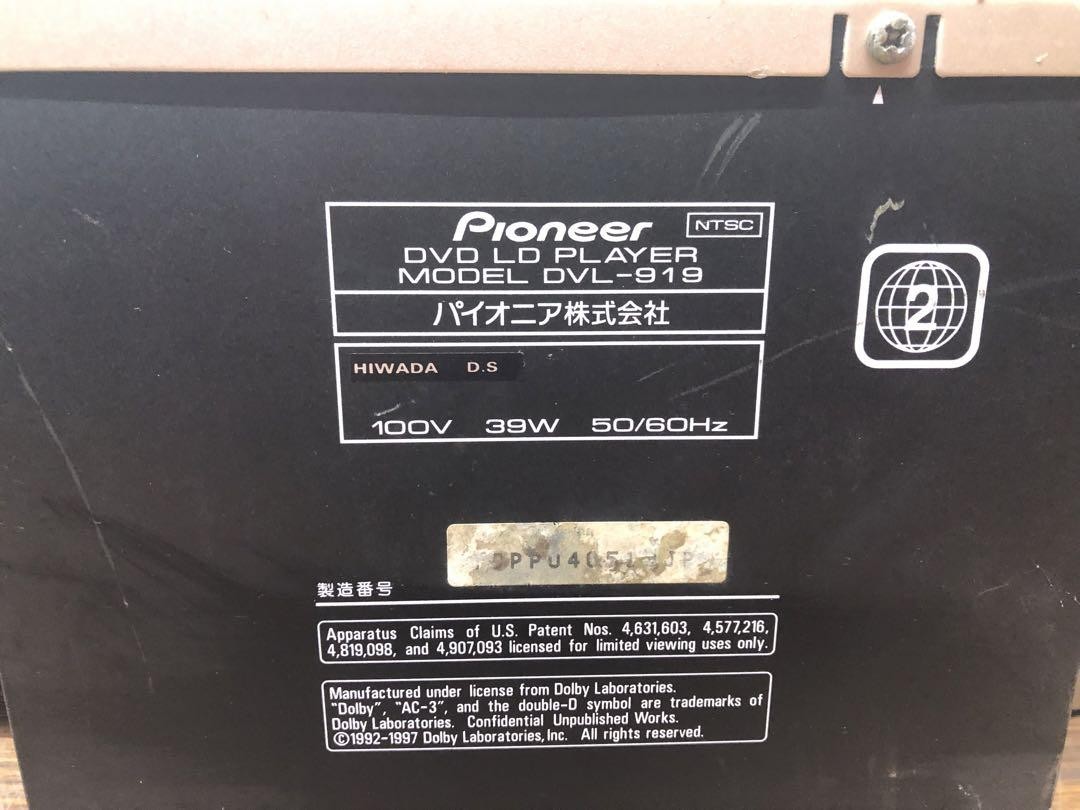 Pioneer NTSC
DVD LD PLAYER
MODEL DVL-919
パイオニア株式会社
2
HIWADA D.S
100V 39W 50/60Hz
製造番号
Apparatus Claims of U.S. Patent Nos. 4,631,603, 4,577,216,
4,819,098, and 4,907,093 licensed for limited viewing uses only.
Manufactured under license from Dolby Laboratories.
"Dolby", "AC-3", and the double-D symbol are trademarks of
Dolby Laboratories. Confidential Unpublished Works.
©1992-1997 Dolby Laboratories, Inc. All rights reserved.